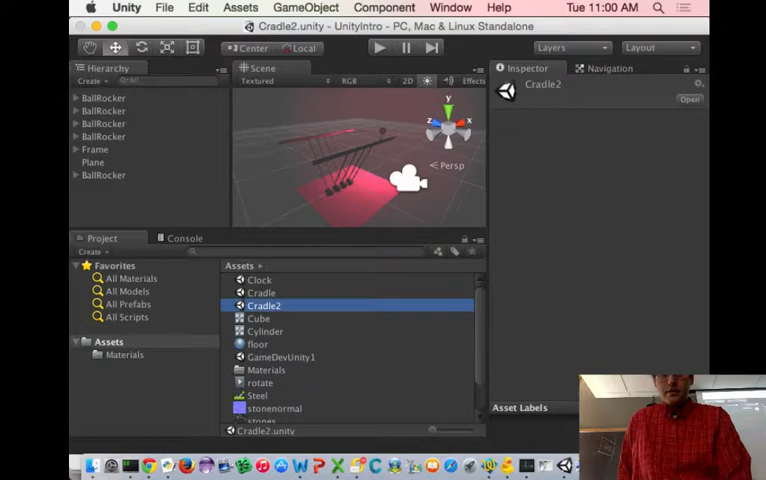 Unity File Edit Assets GameObject Component Window Help Tue 11:00 AM
Cradle2.unity - UnityIntro - PC, Mac & Linux Standalone
Center Local Layers Layout
Hierarchy
Create All
BallRocker
BallRocker
BallRocker
BallRocker
Frame
Plane
BallRocker
Scene
Textured RGB 2D Effects
y
z x
Persp
Inspector Navigation
Cradle2
Open
Project Console
Create
Favorites
All Materials
All Models
All Prefabs
All Scripts
Assets
Materials
Assets
Clock
Cradle
Cradle2
Cube
Cylinder
floor
GameDevUnity1
Materials
rotate
Steel
stonenormal
stones
Cradle2.unity
Asset Labels